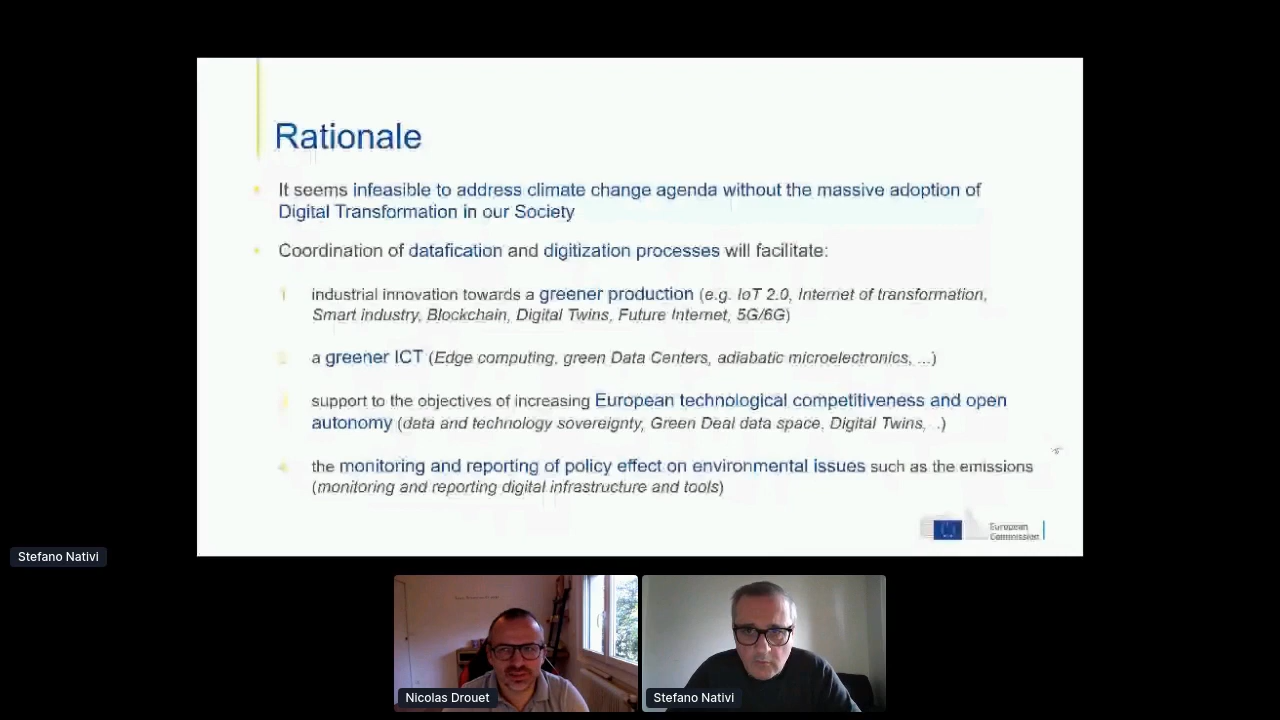 Rationale
It seems infeasible to address climate change agenda without the massive adoption of
Digital Transformation in our Society
Coordination of datafication and digitization processes will facilitate:
industrial innovation towards a greener production (e.g. IoT 2.0, Internet of transformation,
Smart industry, Blockchain, Digital Twins, Future Internet, 5G/6G)
a greener ICT (Edge computing, green Data Centers, adiabatic microelectronics, ...)
support to the objectives of increasing European technological competitiveness and open
autonomy (data and technology sovereignty, Green Deal data space, Digital Twins, ..)
the monitoring and reporting of policy effect on environmental issues such as the emissions
(monitoring and reporting digital infrastructure and tools)
European
Commission
Stefano Nativi
Nicolas Drouet
Stefano Nativi